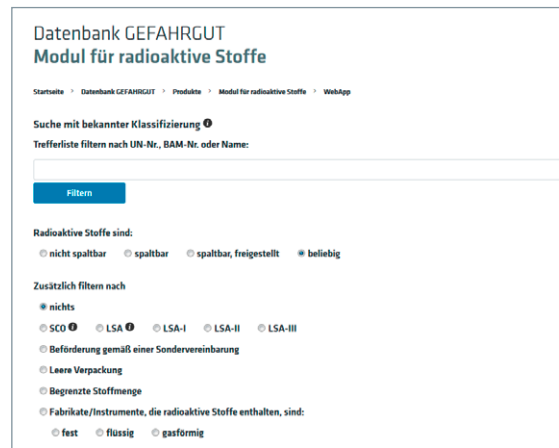 Datenbank GEFAHRGUT
Modul für radioaktive Stoffe
Startseite > Datenbank GEFAHRGUT > Produkte > Modul für radioaktive Stoffe > WebApp
Suche mit bekannter Klassifizierung i
Trefferliste filtern nach UN-Nr., BAM-Nr. oder Name:
Filtern
Radioaktive Stoffe sind:
nicht spaltbar spaltbar spaltbar, freigestellt beliebig
Zusätzlich filtern nach
nichts
SCO i LSA i LSA-I LSA-II LSA-III
Beförderung gemäß einer Sondervereinbarung
Leere Verpackung
Begrenzte Stoffmenge
Fabrikate/Instrumente, die radioaktive Stoffe enthalten, sind:
fest flüssig gasförmig